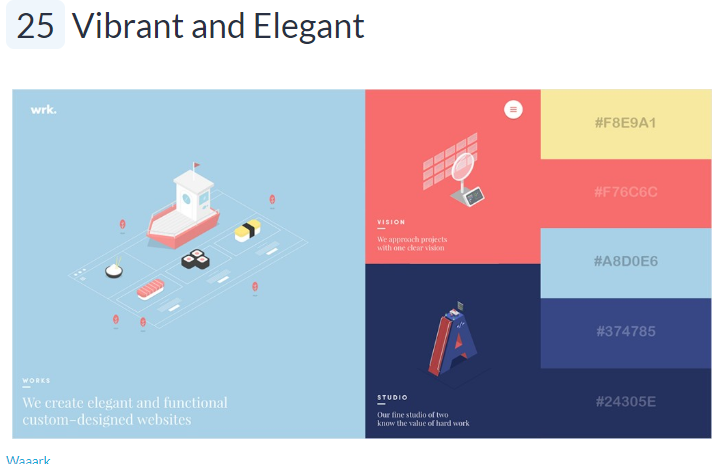 25 Vibrant and Elegant
wrk.
WORKS
We create elegant and functional
custom-designed websites
VISION
We approach projects
with one clear vision
STUDIO
Our fine studio of two
know the value of hard work
#F8E9A1
#F76C6C
#A8D0E6
#374785
#24305E
Waaark